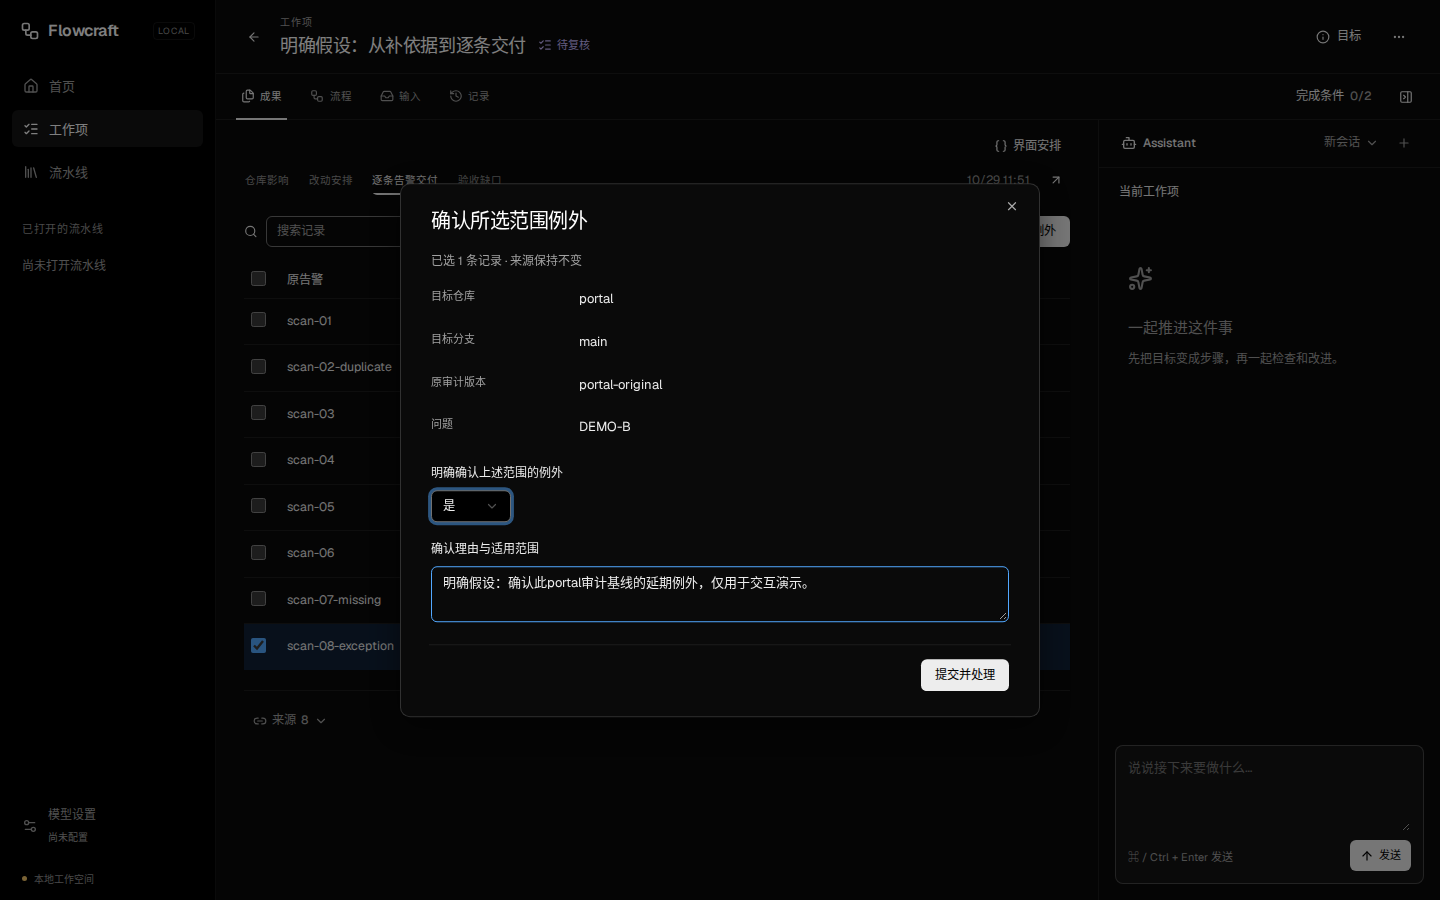 Flowcraft
LOCAL
首页
工作项
流水线
已打开的流水线
尚未打开流水线
模型设置
尚未配置
本地工作空间
工作项
明确假设：从补依据到逐条交付
待复核
目标
成果
流程
输入
记录
完成条件 0/2
{ } 界面安排
仓库影响
改动安排
逐条告警交付
验收缺口
10/29 11:51
搜索记录
例外
原告警
scan-01
scan-02-duplicate
scan-03
scan-04
scan-05
scan-06
scan-07-missing
scan-08-exception
来源 8
确认所选范围例外
已选 1 条记录 · 来源保持不变
目标仓库
portal
目标分支
main
原审计版本
portal-original
问题
DEMO-B
明确确认上述范围的例外
是
确认理由与适用范围
明确假设：确认此portal审计基线的延期例外，仅用于交互演示。
提交并处理
Assistant
新会话
当前工作项
一起推进这件事
先把目标变成步骤，再一起检查和改进。
说说接下来要做什么...
⌘ / Ctrl + Enter 发送
发送